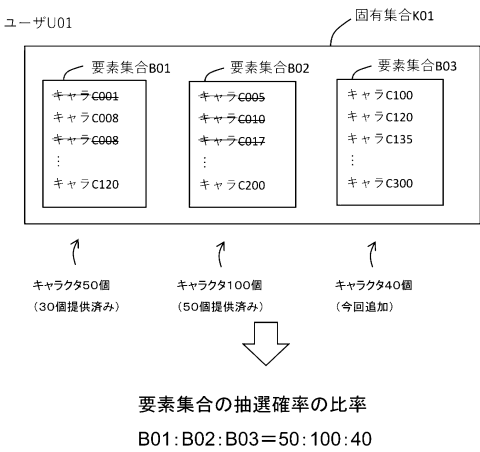 ユーザU01
固有集合K01
要素集合B01
キャラC001
キャラC008
キャラC008
⋮
キャラC120
要素集合B02
キャラC005
キャラC010
キャラC017
⋮
キャラC200
要素集合B03
キャラC100
キャラC120
キャラC135
⋮
キャラC300
キャラクタ50個
(30個提供済み)
キャラクタ100個
(50個提供済み)
キャラクタ40個
(今回追加)
要素集合の抽選確率の比率
B01:B02:B03=50:100:40